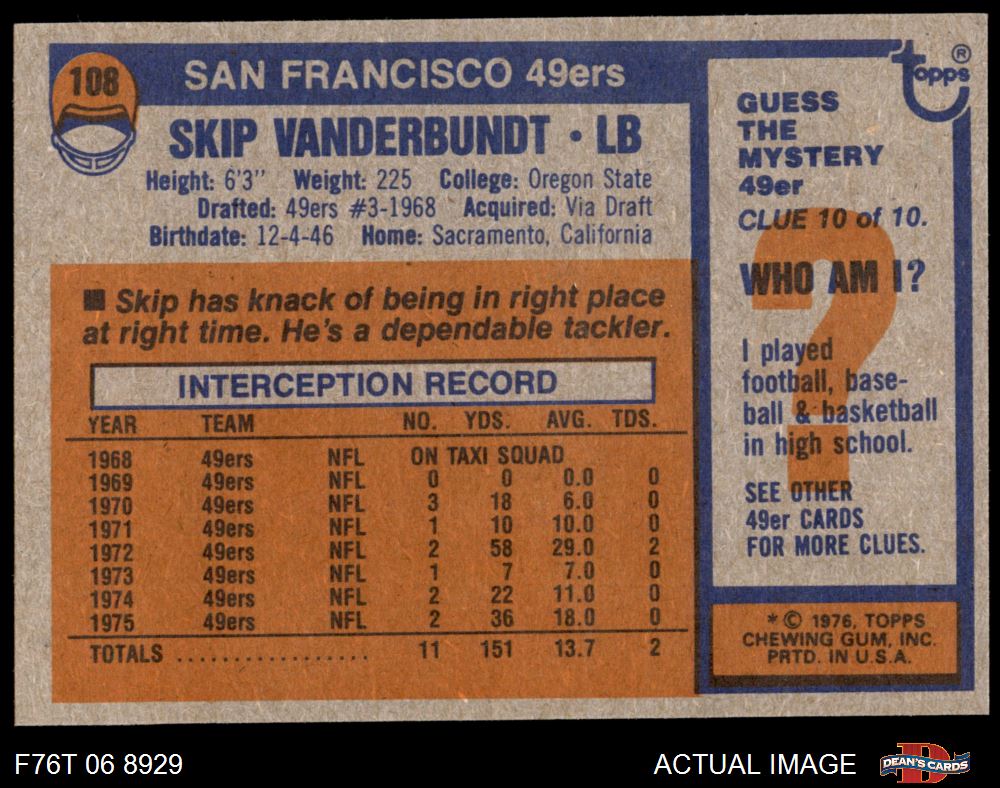 108
SAN FRANCISCO 49ers
SKIP VANDERBUNDT • LB
Height: 6'3" Weight: 225 College: Oregon State
Drafted: 49ers #3-1968 Acquired: Via Draft
Birthdate: 12-4-46 Home: Sacramento, California
■ Skip has knack of being in right place
at right time. He's a dependable tackler.
INTERCEPTION RECORD
YEAR TEAM NO. YDS. AVG. TDS.
1968 49ers NFL ON TAXI SQUAD
1969 49ers NFL 0 0 0.0 0
1970 49ers NFL 3 18 6.0 0
1971 49ers NFL 1 10 10.0 0
1972 49ers NFL 2 58 29.0 2
1973 49ers NFL 1 7 7.0 0
1974 49ers NFL 2 22 11.0 0
1975 49ers NFL 2 36 18.0 0
TOTALS .................. 11 151 13.7 2
topps ®
GUESS
THE
MYSTERY
49er
CLUE 10 of 10.
WHO AM I?
?
I played
football, base-
ball & basketball
in high school.
SEE OTHER
49er CARDS
FOR MORE CLUES.
* © 1976, TOPPS
CHEWING GUM, INC.
PRTD. IN U.S.A.
F76T 06 8929
ACTUAL IMAGE
D
DEAN'S CARDS